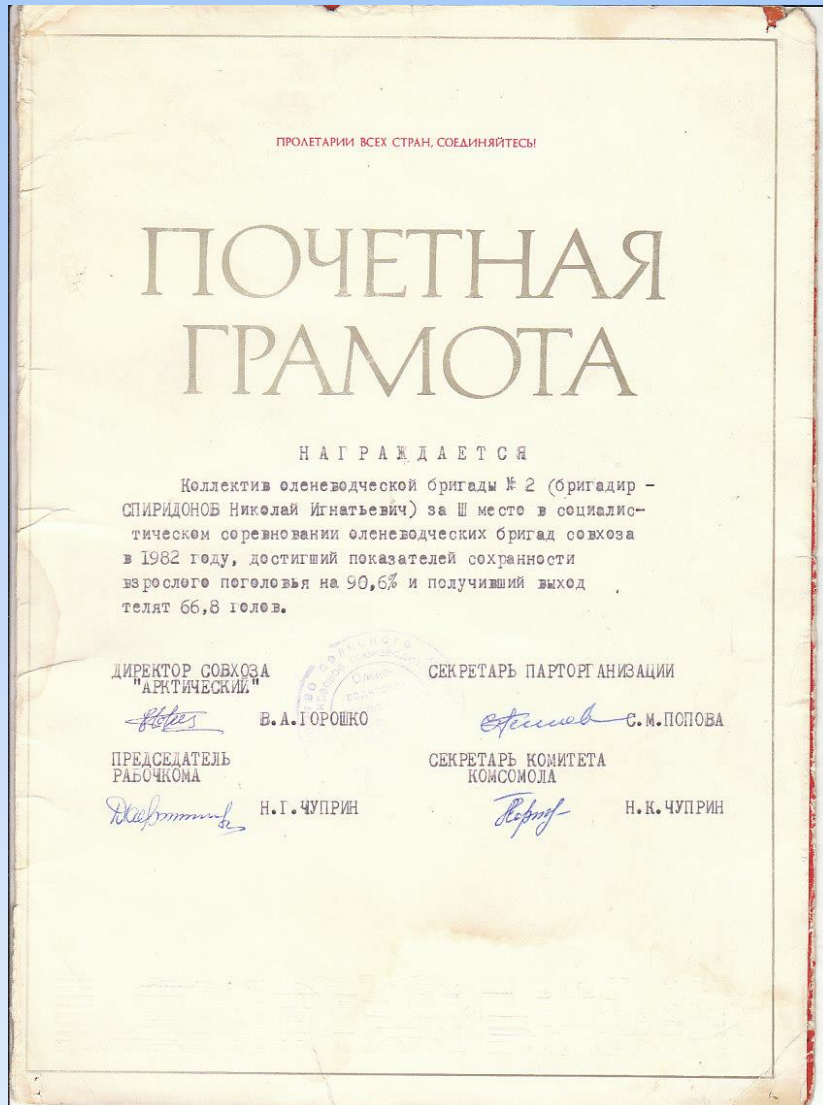 ПРОЛЕТАРИИ ВСЕХ СТРАН, СОЕДИНЯЙТЕСЬ!
ПОЧЕТНАЯ
ГРАМОТА
НАГРАЖДАЕТСЯ
Коллектив оленеводческой бригады № 2 (бригадир -
СПИРИДОНОВ Николай Игнатьевич) за Ш место в социалис-
тическом соревновании оленеводческих бригад совхоза
в 1982 году, достигший показателей сохранности
взрослого поголовья на 90,6% и получивший выход
телят 66,8 голов.
ДИРЕКТОР СОВХОЗА
"АРКТИЧЕСКИЙ"
В.А.ГОРОШКО
СЕКРЕТАРЬ ПАРТОРГАНИЗАЦИИ
С.М.ПОПОВА
ПРЕДСЕДАТЕЛЬ
РАБОЧКОМА
Н.Г.ЧУПРИН
СЕКРЕТАРЬ КОМИТЕТА
КОМСОМОЛА
Н.К.ЧУПРИН